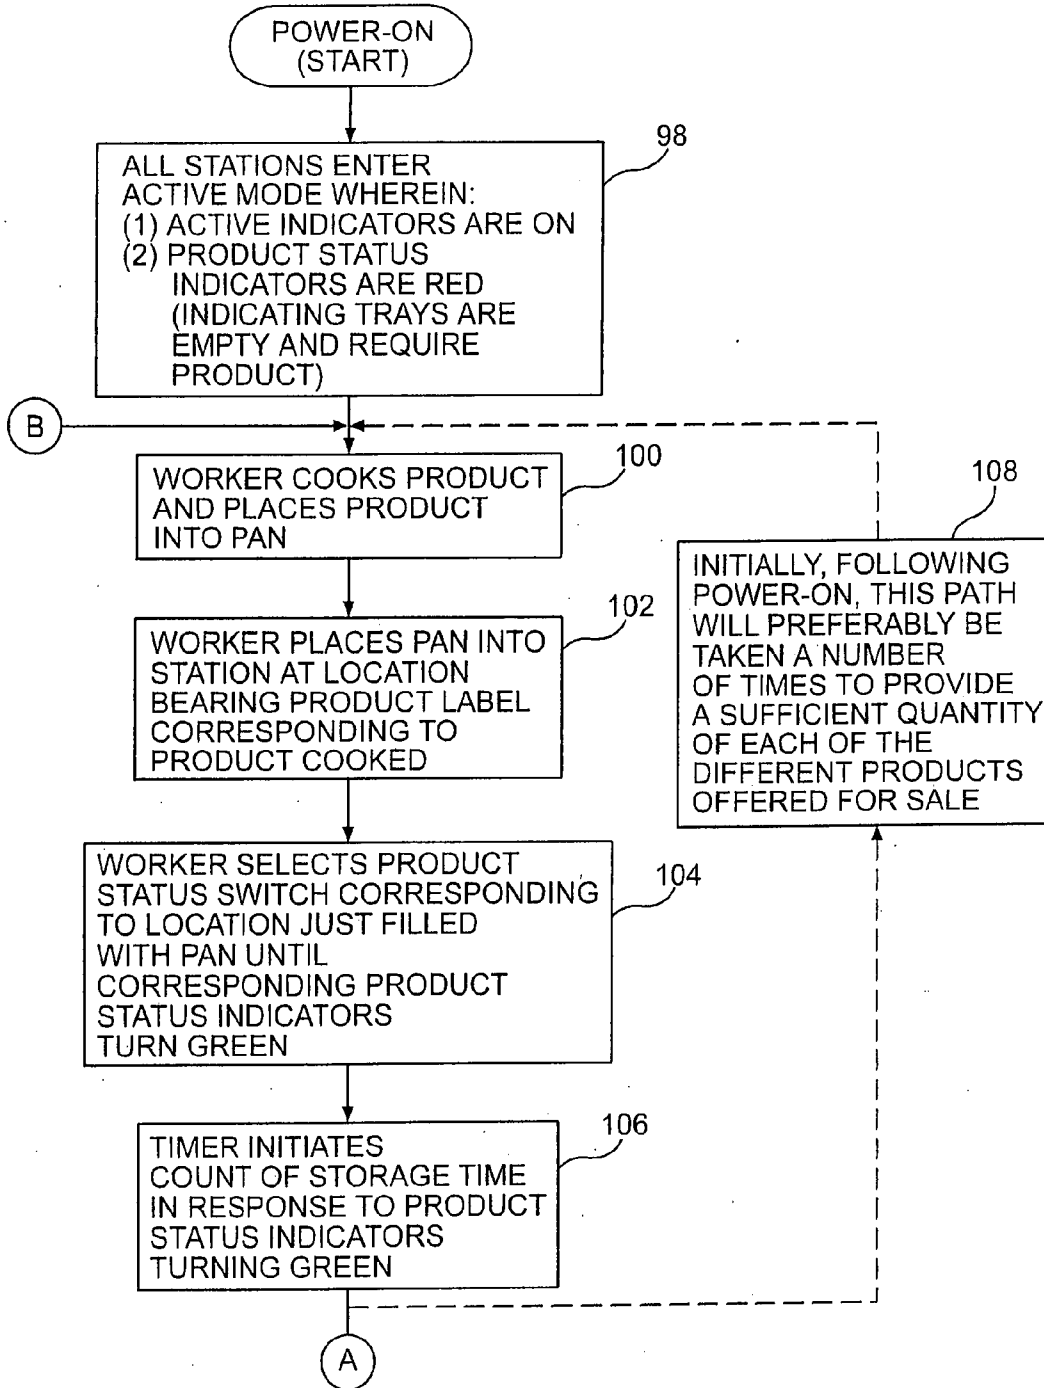 POWER-ON
(START)
98
ALL STATIONS ENTER
ACTIVE MODE WHEREIN:
(1) ACTIVE INDICATORS ARE ON
(2) PRODUCT STATUS
INDICATORS ARE RED
(INDICATING TRAYS ARE
EMPTY AND REQUIRE
PRODUCT)
B
100
WORKER COOKS PRODUCT
AND PLACES PRODUCT
INTO PAN
108
INITIALLY, FOLLOWING
POWER-ON, THIS PATH
WILL PREFERABLY BE
TAKEN A NUMBER
OF TIMES TO PROVIDE
A SUFFICIENT QUANTITY
OF EACH OF THE
DIFFERENT PRODUCTS
OFFERED FOR SALE
102
WORKER PLACES PAN INTO
STATION AT LOCATION
BEARING PRODUCT LABEL
CORRESPONDING TO
PRODUCT COOKED
104
WORKER SELECTS PRODUCT
STATUS SWITCH CORRESPONDING
TO LOCATION JUST FILLED
WITH PAN UNTIL
CORRESPONDING PRODUCT
STATUS INDICATORS
TURN GREEN
106
TIMER INITIATES
COUNT OF STORAGE TIME
IN RESPONSE TO PRODUCT
STATUS INDICATORS
TURNING GREEN
A